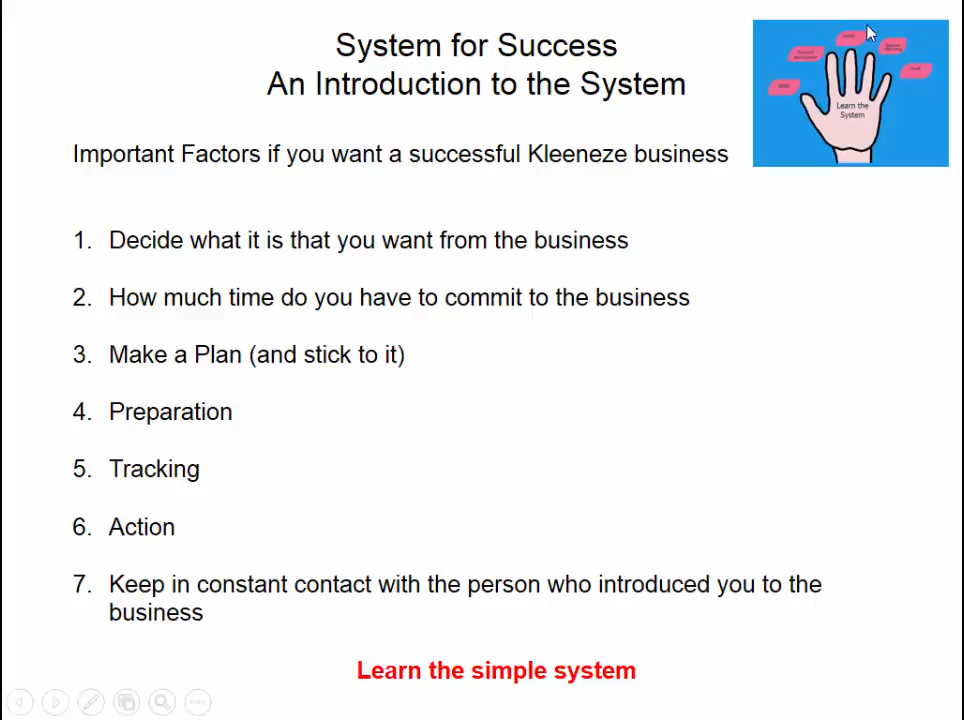 System for Success
An Introduction to the System
Learn the
System
Important Factors if you want a successful Kleeneze business
1. Decide what it is that you want from the business
2. How much time do you have to commit to the business
3. Make a Plan (and stick to it)
4. Preparation
5. Tracking
6. Action
7. Keep in constant contact with the person who introduced you to the
business
Learn the simple system